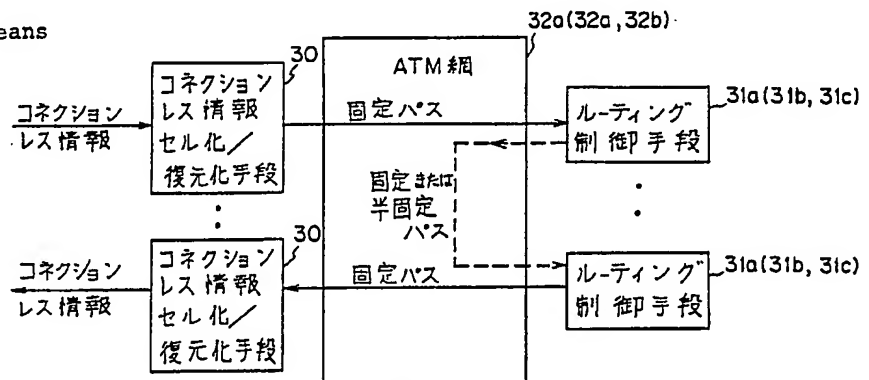 eans
32a(32a, 32b)
30
ATM網
コネクション
レス情報
コネクション
レス情報
セル化/
復元化手段
固定パス
31a(31b, 31c)
ルーティング
制御手段
固定または
半固定
パス
30
コネクション
レス情報
コネクション
レス情報
セル化/
復元化手段
固定パス
31a(31b, 31c)
ルーティング
制御手段